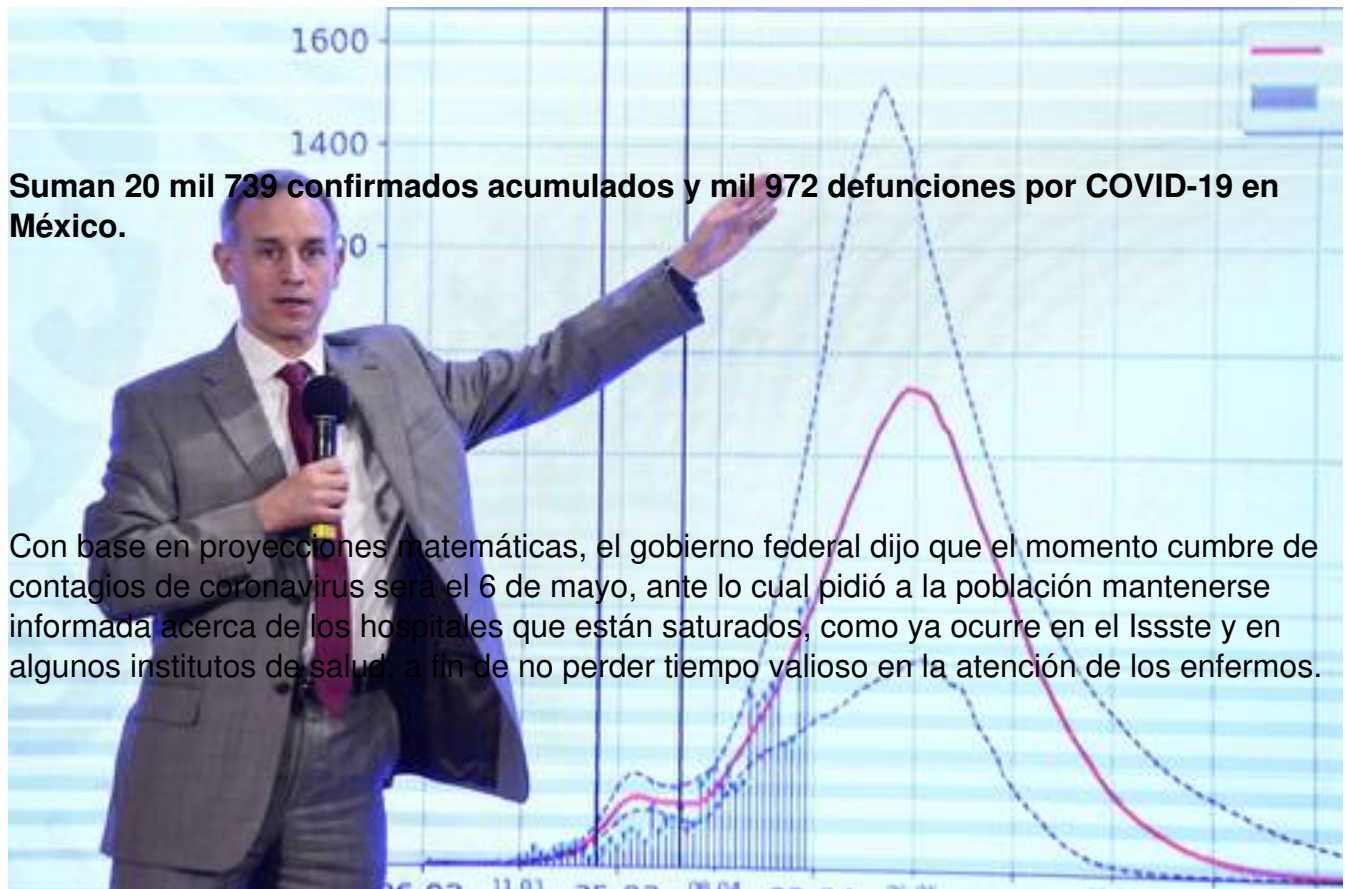 1600
1400
Suman 20 mil 739 confirmados acumulados y mil 972 defunciones por COVID-19 en
México.
Con base en proyecciones matemáticas, el gobierno federal dijo que el momento cumbre de
contagios de coronavirus será el 6 de mayo, ante lo cual pidió a la población mantenerse
informada acerca de los hospitales que están saturados, como ya ocurre en el Issste y en
algunos institutos de salud, a fin de no perder tiempo valioso en la atención de los enfermos.